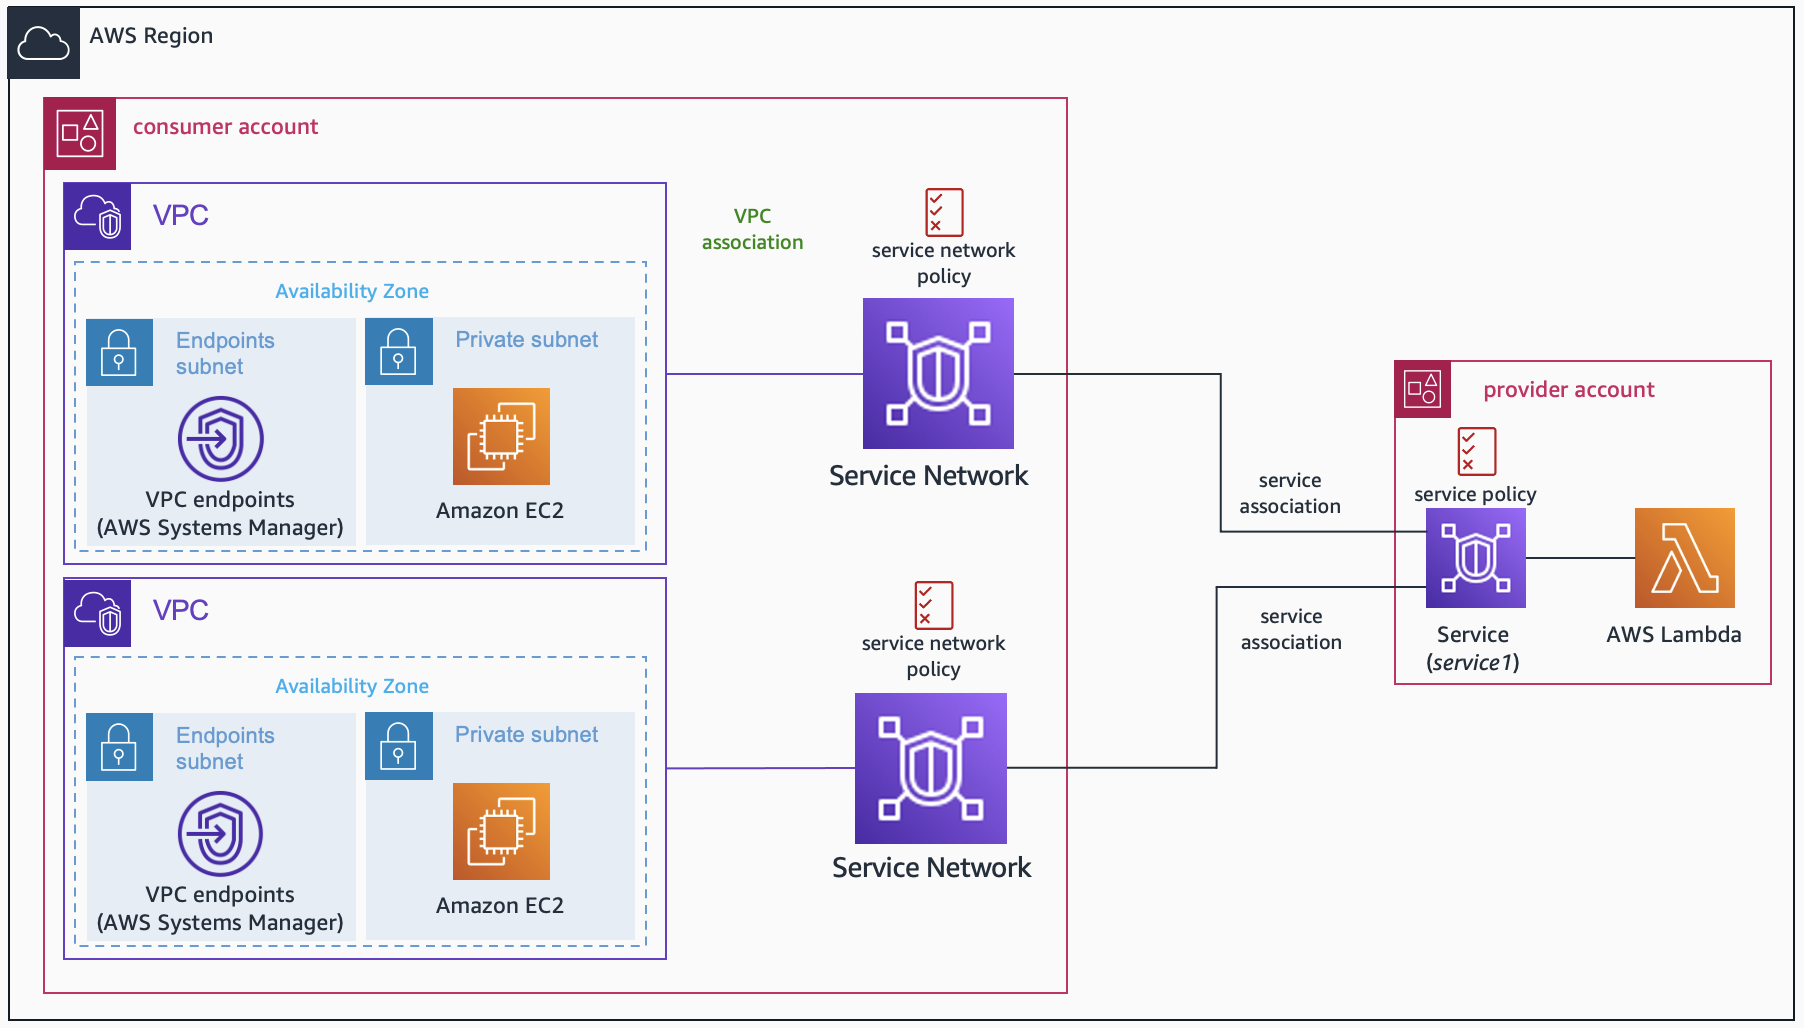 AWS Region
consumer account
VPC
Availability Zone
Endpoints
subnet
VPC endpoints
(AWS Systems Manager)
Private subnet
Amazon EC2
VPC
association
service network
policy
Service Network
VPC
Availability Zone
Endpoints
subnet
VPC endpoints
(AWS Systems Manager)
Private subnet
Amazon EC2
service network
policy
Service Network
service
association
service
association
provider account
service policy
Service
(service1)
AWS Lambda